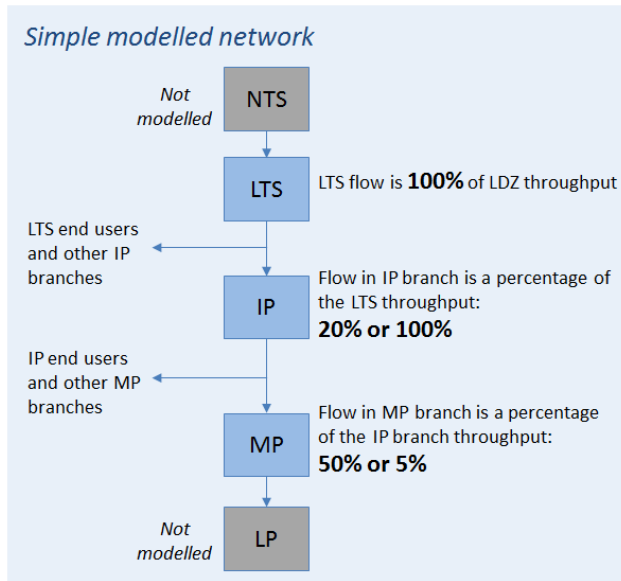 Simple modelled network
Not
modelled
NTS
LTS
LTS flow is 100% of LDZ throughput
LTS end users
and other IP
branches
IP
Flow in IP branch is a percentage of
the LTS throughput:
20% or 100%
IP end users
and other MP
branches
MP
Flow in MP branch is a percentage
of the IP branch throughput:
50% or 5%
Not
modelled
LP